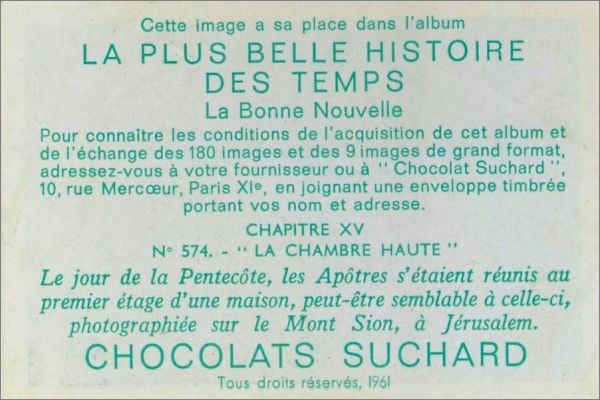 Cette image a sa place dans l'album
LA PLUS BELLE HISTOIRE
DES TEMPS
La Bonne Nouvelle
Pour connaître les conditions de l'acquisition de cet album et
de l'échange des 180 images et des 9 images de grand format,
adressez-vous à votre fournisseur ou à " Chocolat Suchard ",
10, rue Mercœur, Paris XIe, en joignant une enveloppe timbrée
portant vos nom et adresse.
CHAPITRE XV
N° 574. - " LA CHAMBRE HAUTE "
Le jour de la Pentecôte, les Apôtres s'étaient réunis au
premier étage d'une maison, peut-être semblable à celle-ci,
photographiée sur le Mont Sion, à Jérusalem.
CHOCOLATS SUCHARD
Tous droits réservés, 1961